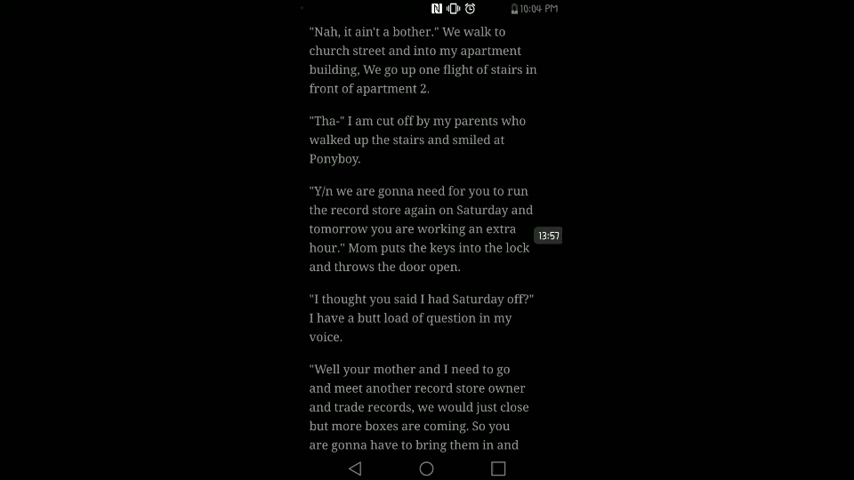 10:04 PM
"Nah, it ain't a bother." We walk to
church street and into my apartment
building, We go up one flight of stairs in
front of apartment 2.
"Tha-" I am cut off by my parents who
walked up the stairs and smiled at
Ponyboy.
"Y/n we are gonna need for you to run
the record store again on Saturday and
tomorrow you are working an extra
13:57
hour." Mom puts the keys into the lock
and throws the door open.
"I thought you said I had Saturday off?"
I have a butt load of question in my
voice.
"Well your mother and I need to go
and meet another record store owner
and trade records, we would just close
but more boxes are coming. So you
are gonna have to bring them in and